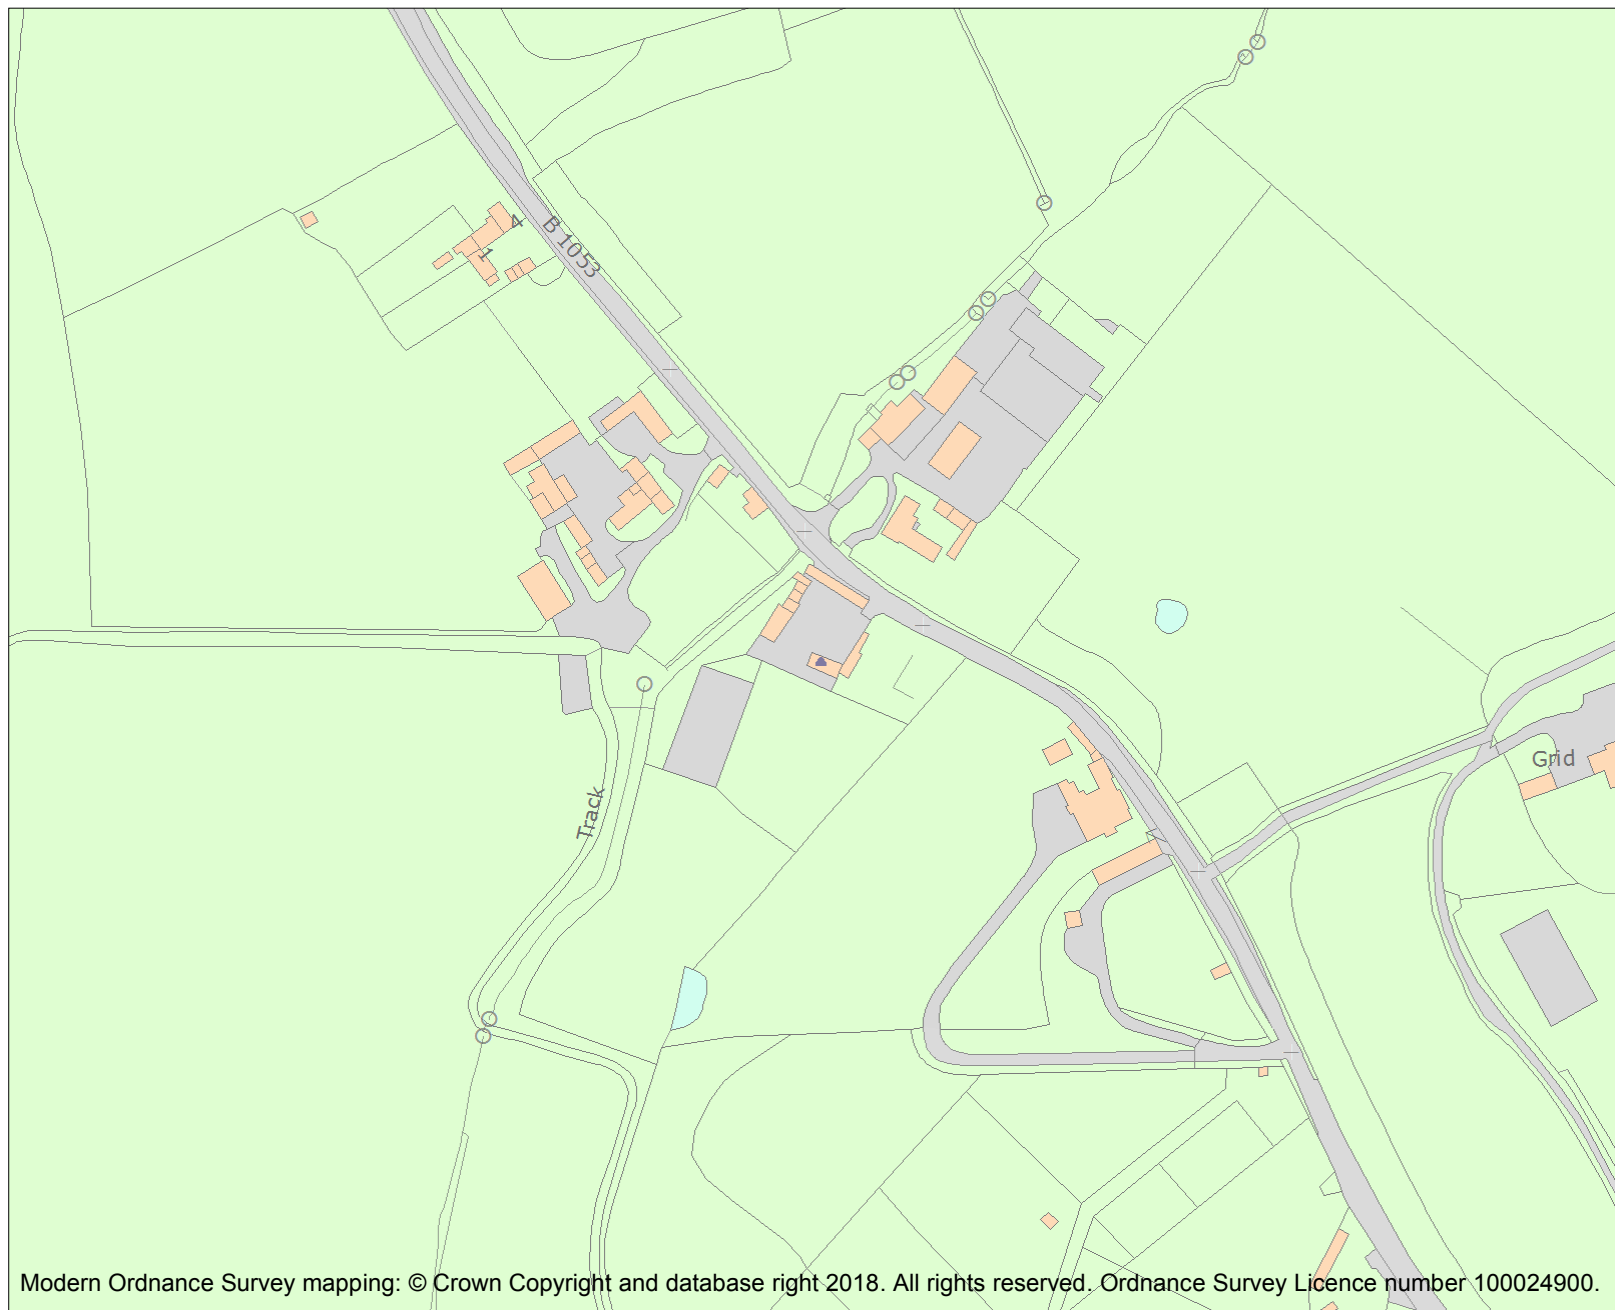 4
B 1053
1
Grid
Track
Modern Ordnance Survey mapping: © Crown Copyright and database right 2018. All rights reserved. Ordnance Survey Licence number 100024900.